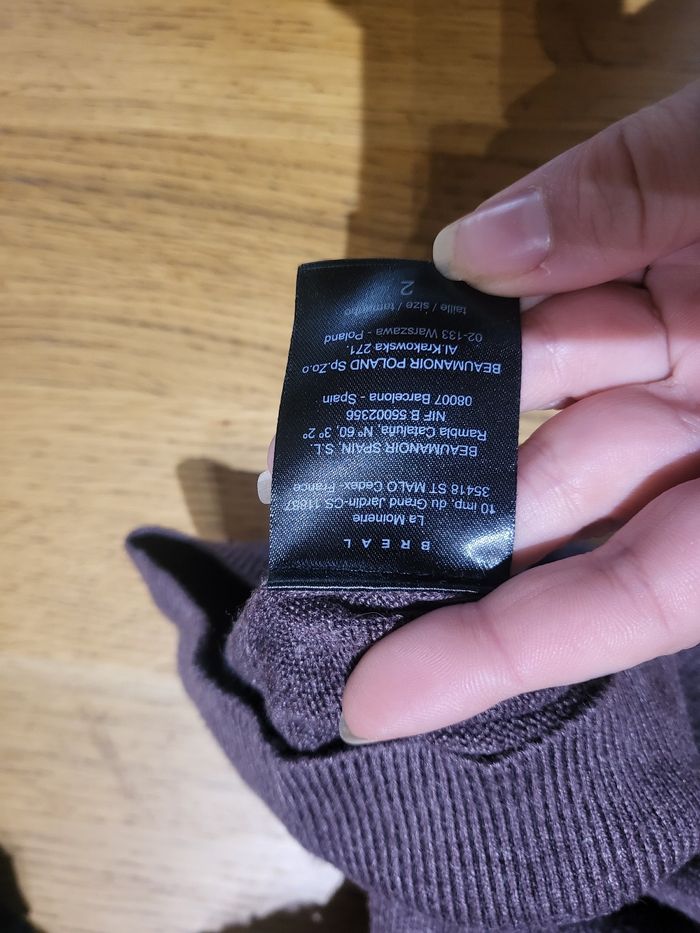 B R E A L
La Moinerie
10 imp. du Grand Jardin-CS 11887
35418 ST MALO Cedex- France
BEAUMANOIR SPAIN, S.L.
Rambla Cataluña, Nº 60, 3º 2º
NIF B 55002356
08007 Barcelona - Spain
BEAUMANOIR POLAND Sp.Zo.o
Al.Krakowska 271.
02-133 Warszawa - Poland
taille / size / tamaño
2